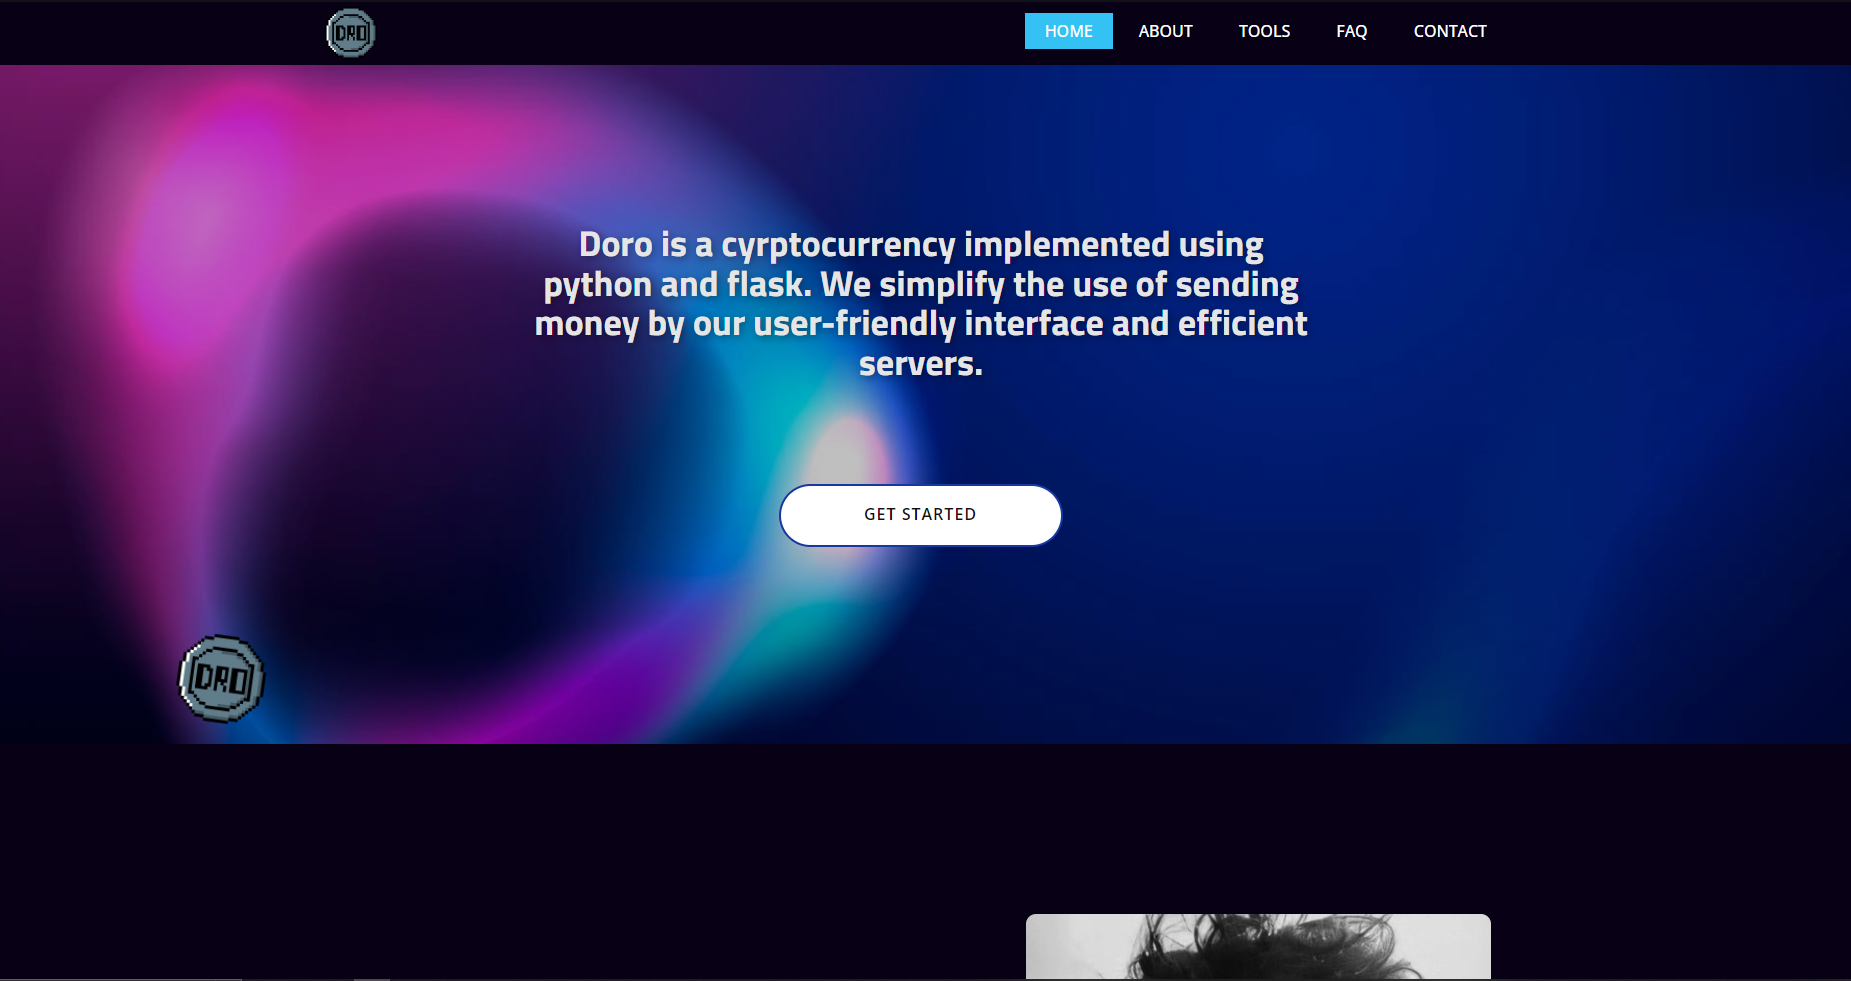 DRO
HOME ABOUT TOOLS FAQ CONTACT
Doro is a cyrptocurrency implemented using
python and flask. We simplify the use of sending
money by our user-friendly interface and efficient
servers.
GET STARTED
DRO